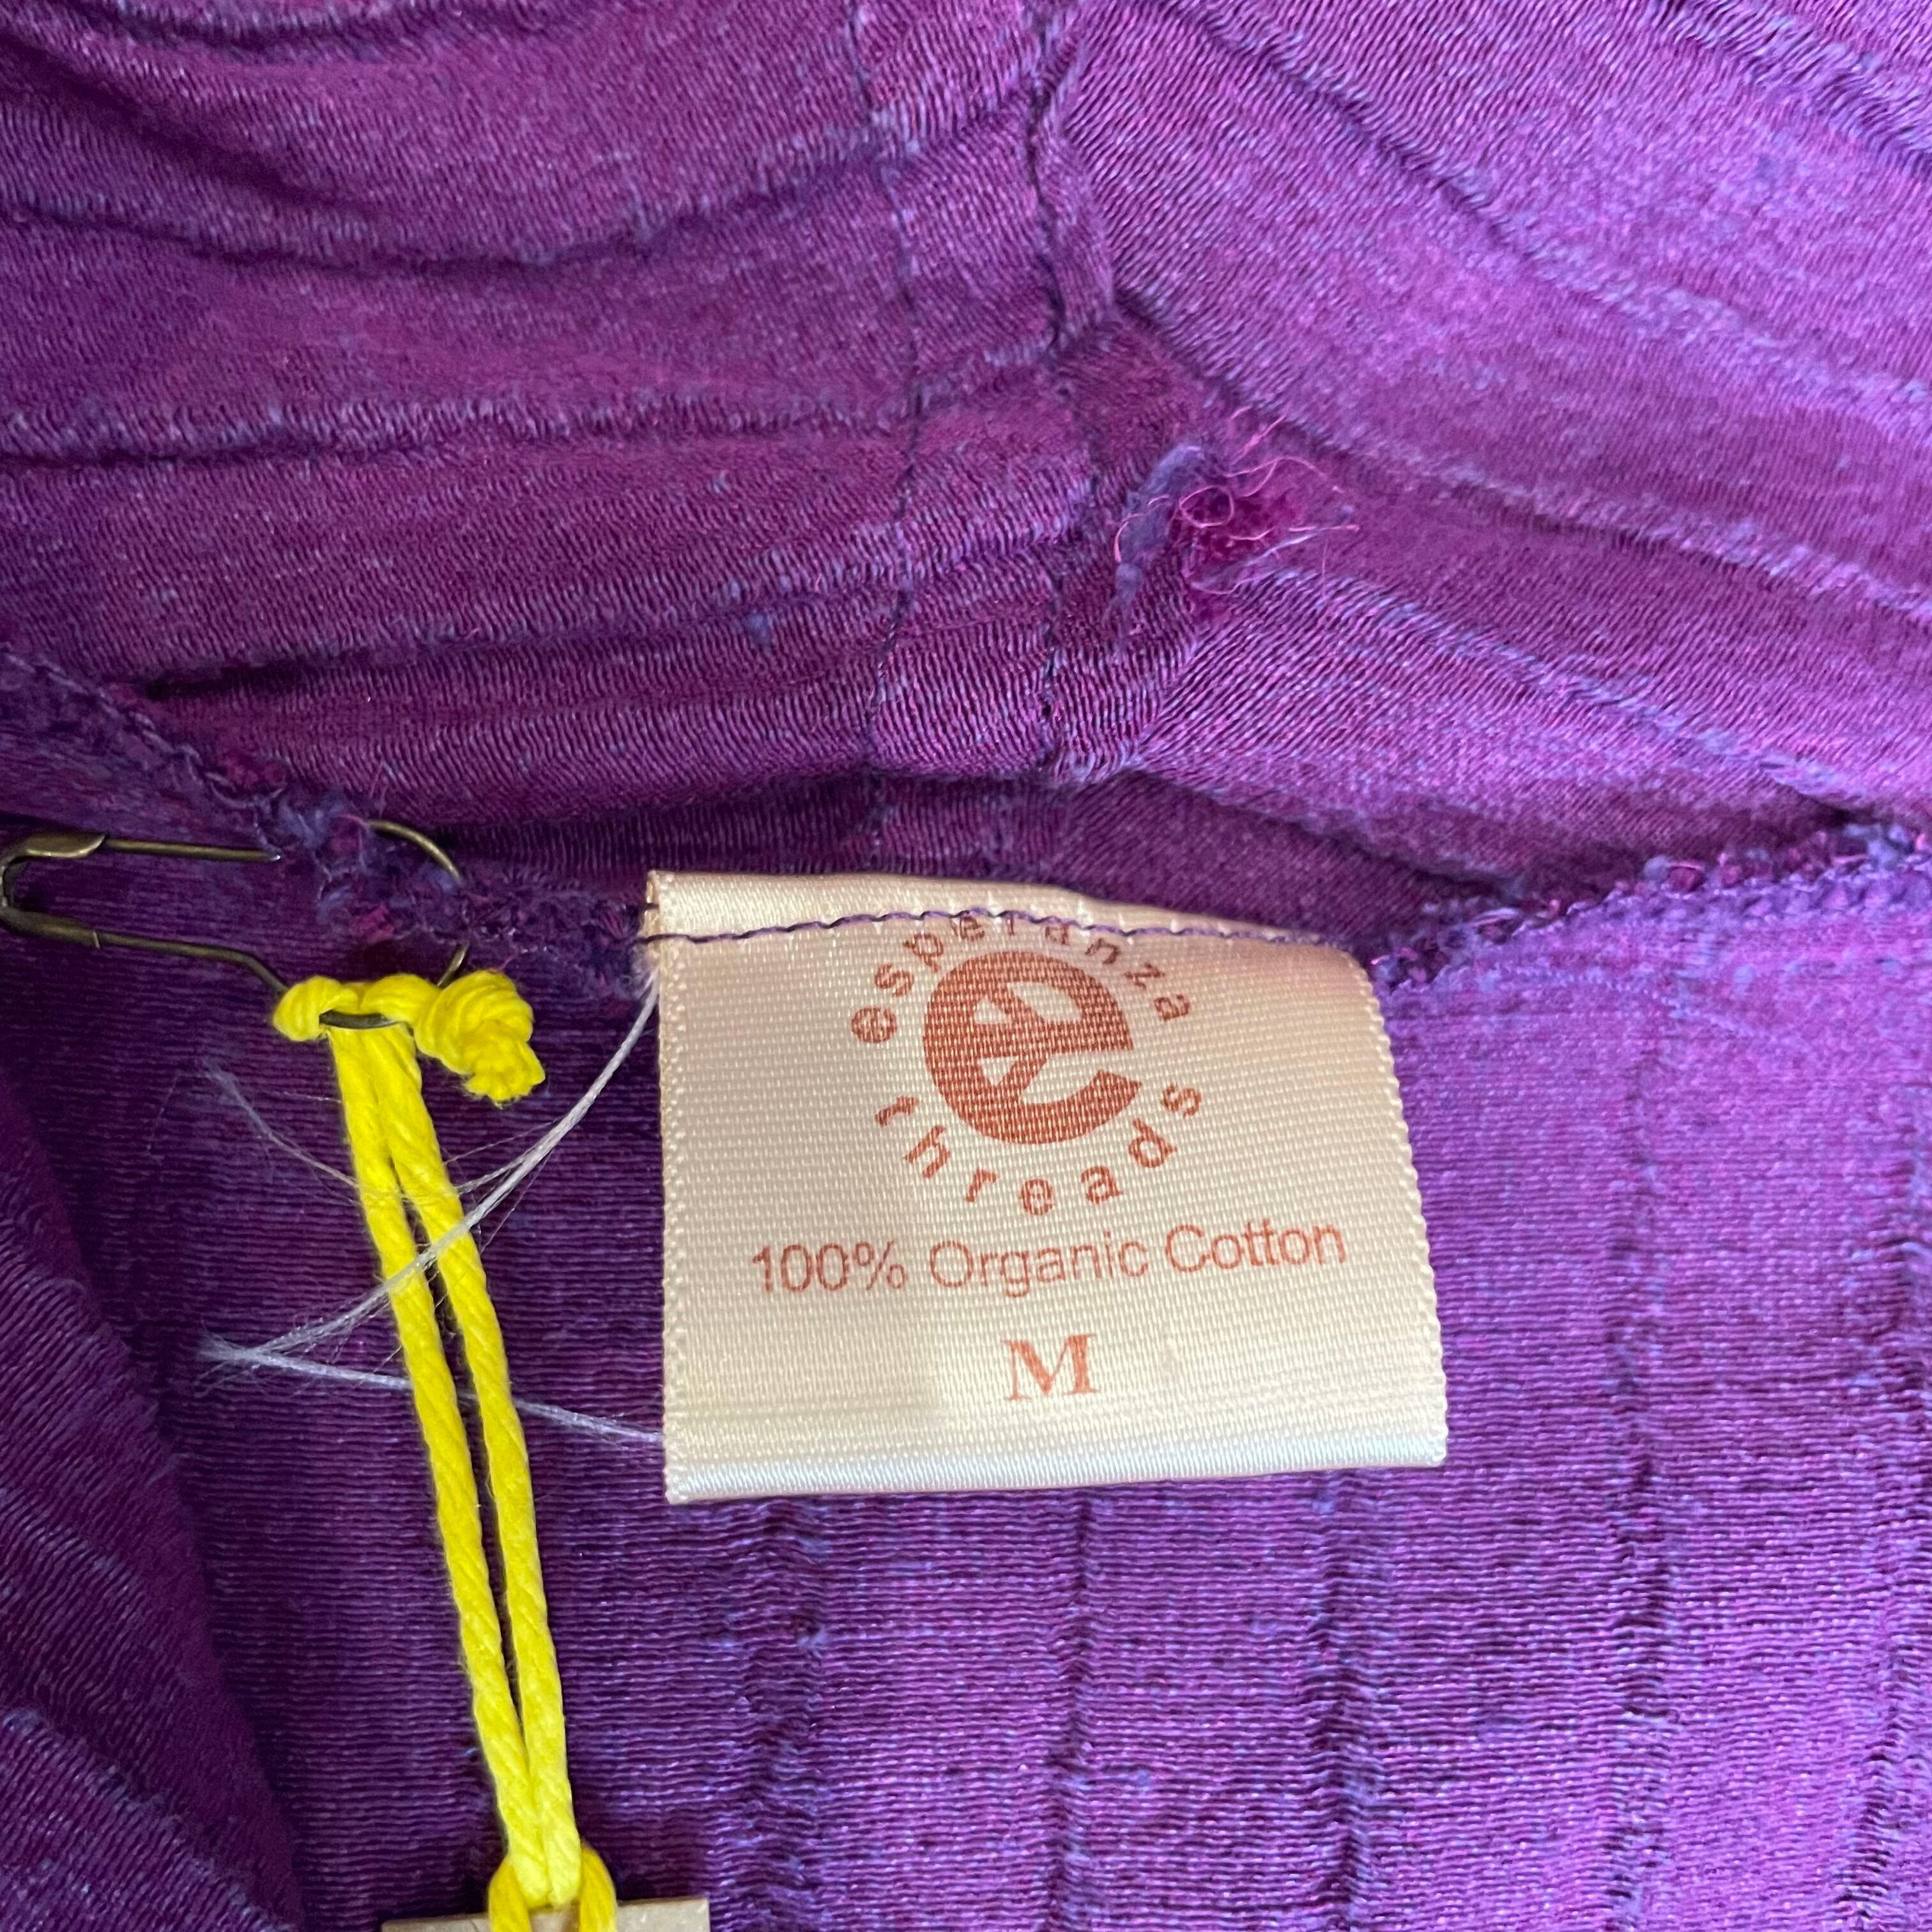 esperanza
e
threads
100% Organic Cotton
M